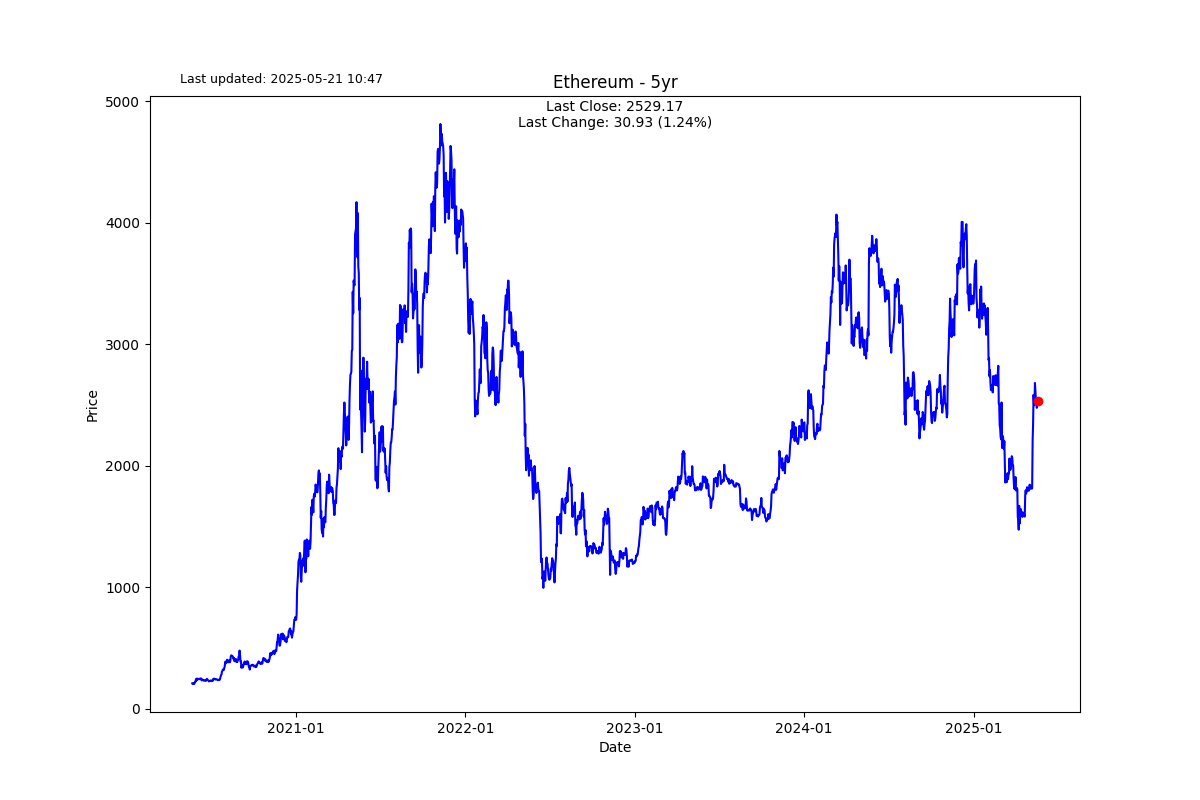 Last updated: 2025-05-21 10:47
Ethereum - 5yr
Last Close: 2529.17
Last Change: 30.93 (1.24%)
5000
4000
3000
2000
1000
0
Price
2021-01
2022-01
2023-01
2024-01
2025-01
Date